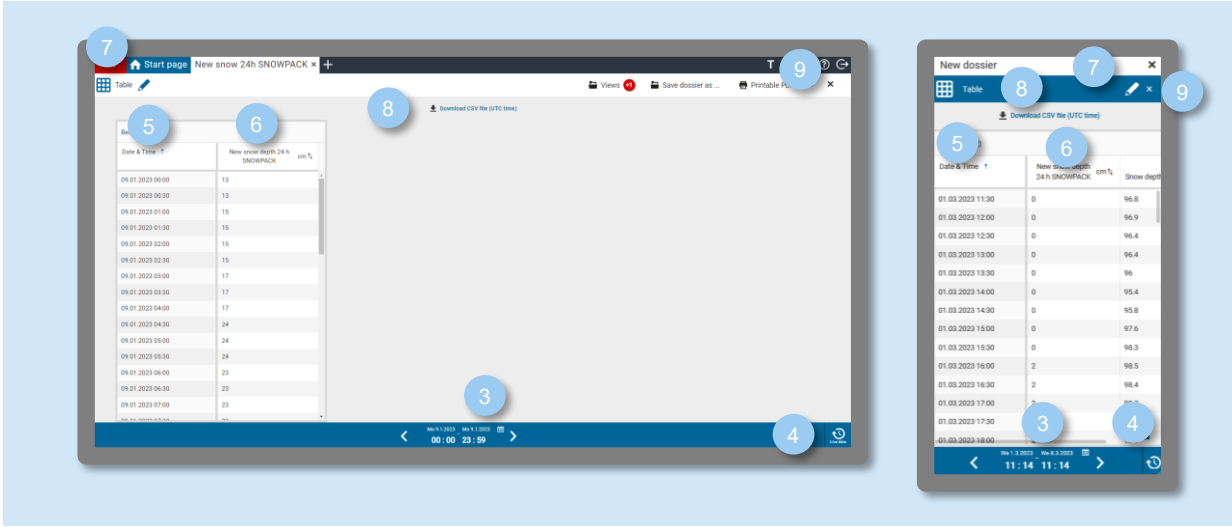 7
Start page New snow 24h SNOWPACK × +
T 9 ?
Table
Views +1 Save dossier as ... Printable ×
8 Download CSV file (UTC time)
5 6
Date & Time ↑ New snow depth 24 h
SNOWPACK cm
09.01.2023 00:00 13
09.01.2023 00:30 13
09.01.2023 01:00 15
09.01.2023 01:30 15
09.01.2023 02:00 15
09.01.2023 02:30 15
09.01.2023 03:00 17
09.01.2023 03:30 17
09.01.2023 04:00 17
09.01.2023 04:30 24
09.01.2023 05:00 24
09.01.2023 05:30 24
09.01.2023 06:00 23
09.01.2023 06:30 23
09.01.2023 07:00 23
3
Mo 9.1.2023 _ Mo 9.1.2023
00 : 00 23 : 59
4
Live data
New dossier 7 ×
Table 8 × 9
Download CSV file (UTC time)
5 6
Date & Time ↑ New snow depth
24 h SNOWPACK cm Snow depth
01.03.2023 11:30 0 96.8
01.03.2023 12:00 0 96.9
01.03.2023 12:30 0 96.4
01.03.2023 13:00 0 96.4
01.03.2023 13:30 0 96
01.03.2023 14:00 0 95.4
01.03.2023 14:30 0 95.8
01.03.2023 15:00 0 97.6
01.03.2023 15:30 0 98.3
01.03.2023 16:00 2 98.5
01.03.2023 16:30 2 98.4
01.03.2023 17:00
01.03.2023 17:30
01.03.2023 18:00
3 4
We 1.3.2023 _ We 8.3.2023
11 : 14 11 : 14